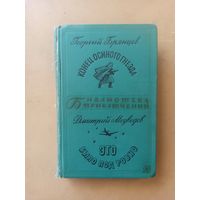 Георгий Брянцев
КОНЕЦ ОСИНОГО ГНЕЗДА
БИБЛИОТЕКА
ПРИКЛЮЧЕНИЙ
Дмитрий Медведев
ЭТО
БЫЛО ПОД РОВНО